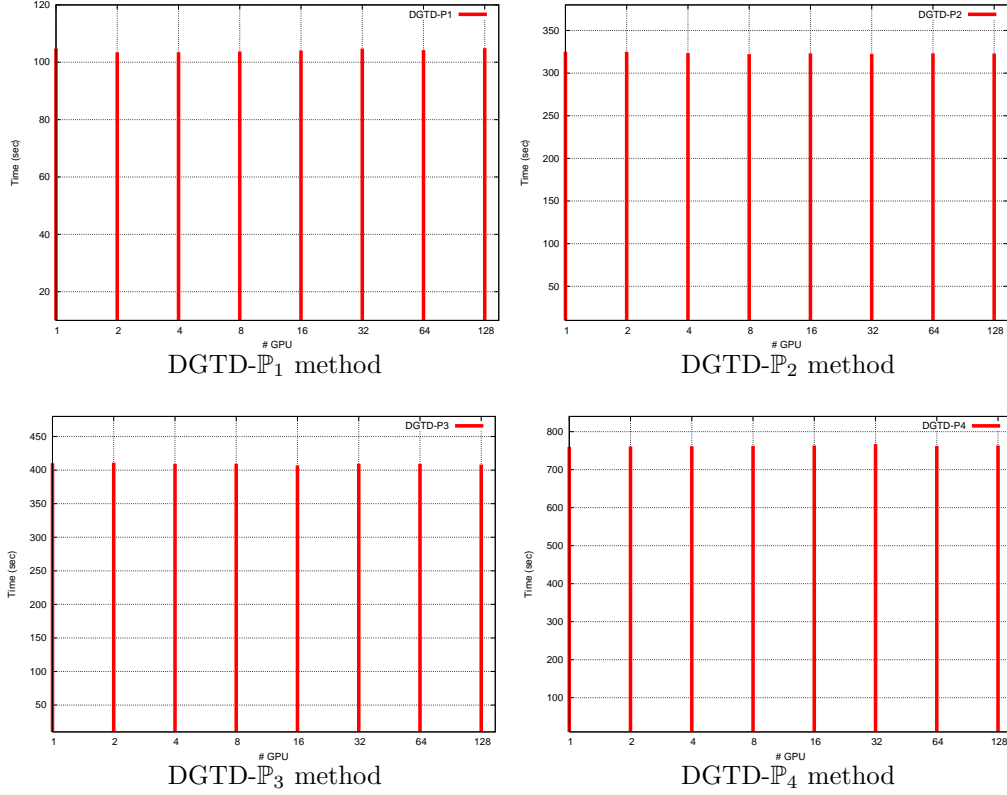 120
100
80
60
40
20
Time (sec)
DGTD-P1
1 2 4 8 16 32 64 128
# GPU
DGTD-ℙ1 method
350
300
250
200
150
100
50
Time (sec)
DGTD-P2
1 2 4 8 16 32 64 128
# GPU
DGTD-ℙ2 method
450
400
350
300
250
200
150
100
50
Time (sec)
DGTD-P3
1 2 4 8 16 32 64 128
# GPU
DGTD-ℙ3 method
800
700
600
500
400
300
200
100
Time (sec)
DGTD-P4
1 2 4 8 16 32 64 128
# GPU
DGTD-ℙ4 method